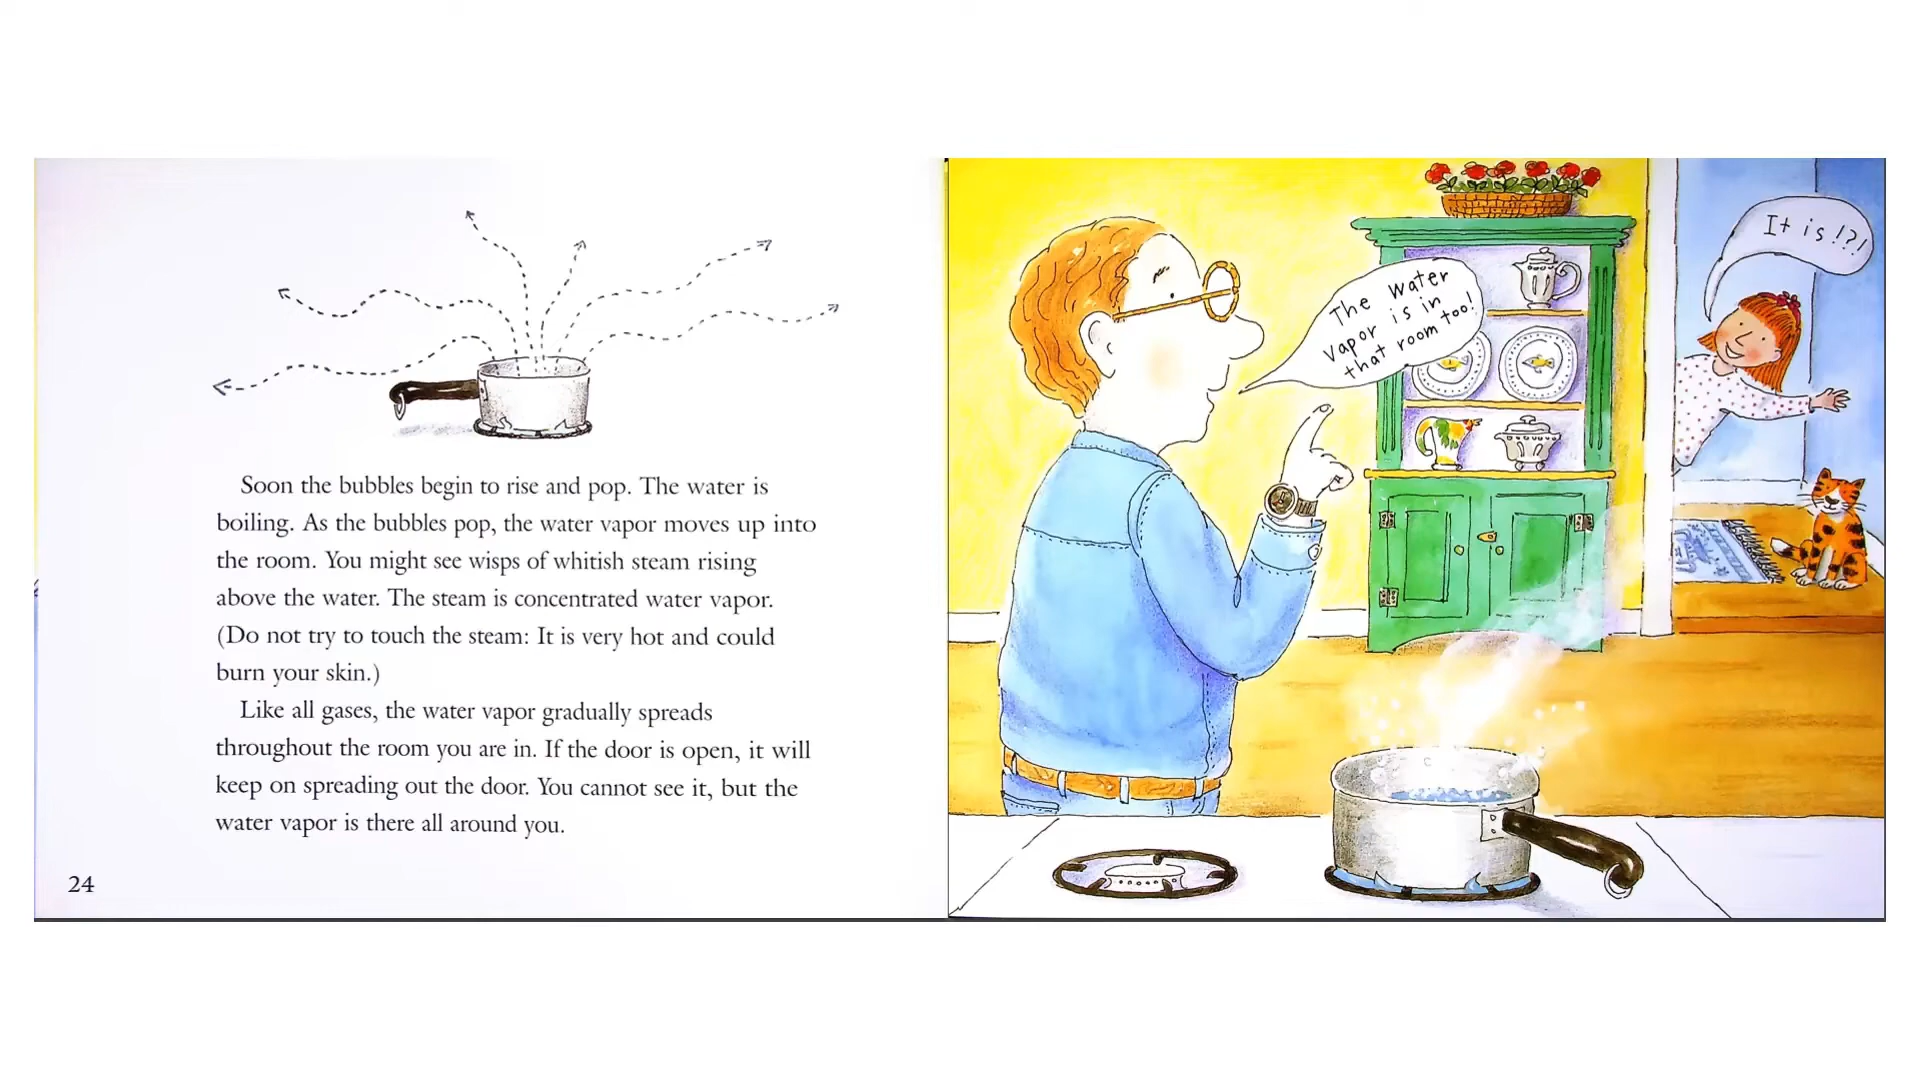 Soon the bubbles begin to rise and pop. The water is
boiling. As the bubbles pop, the water vapor moves up into
the room. You might see wisps of whitish steam rising
above the water. The steam is concentrated water vapor.
(Do not try to touch the steam: It is very hot and could
burn your skin.)
Like all gases, the water vapor gradually spreads
throughout the room you are in. If the door is open, it will
keep on spreading out the door. You cannot see it, but the
water vapor is there all around you.
24
The water
vapor is in
that room too!
It is!?!